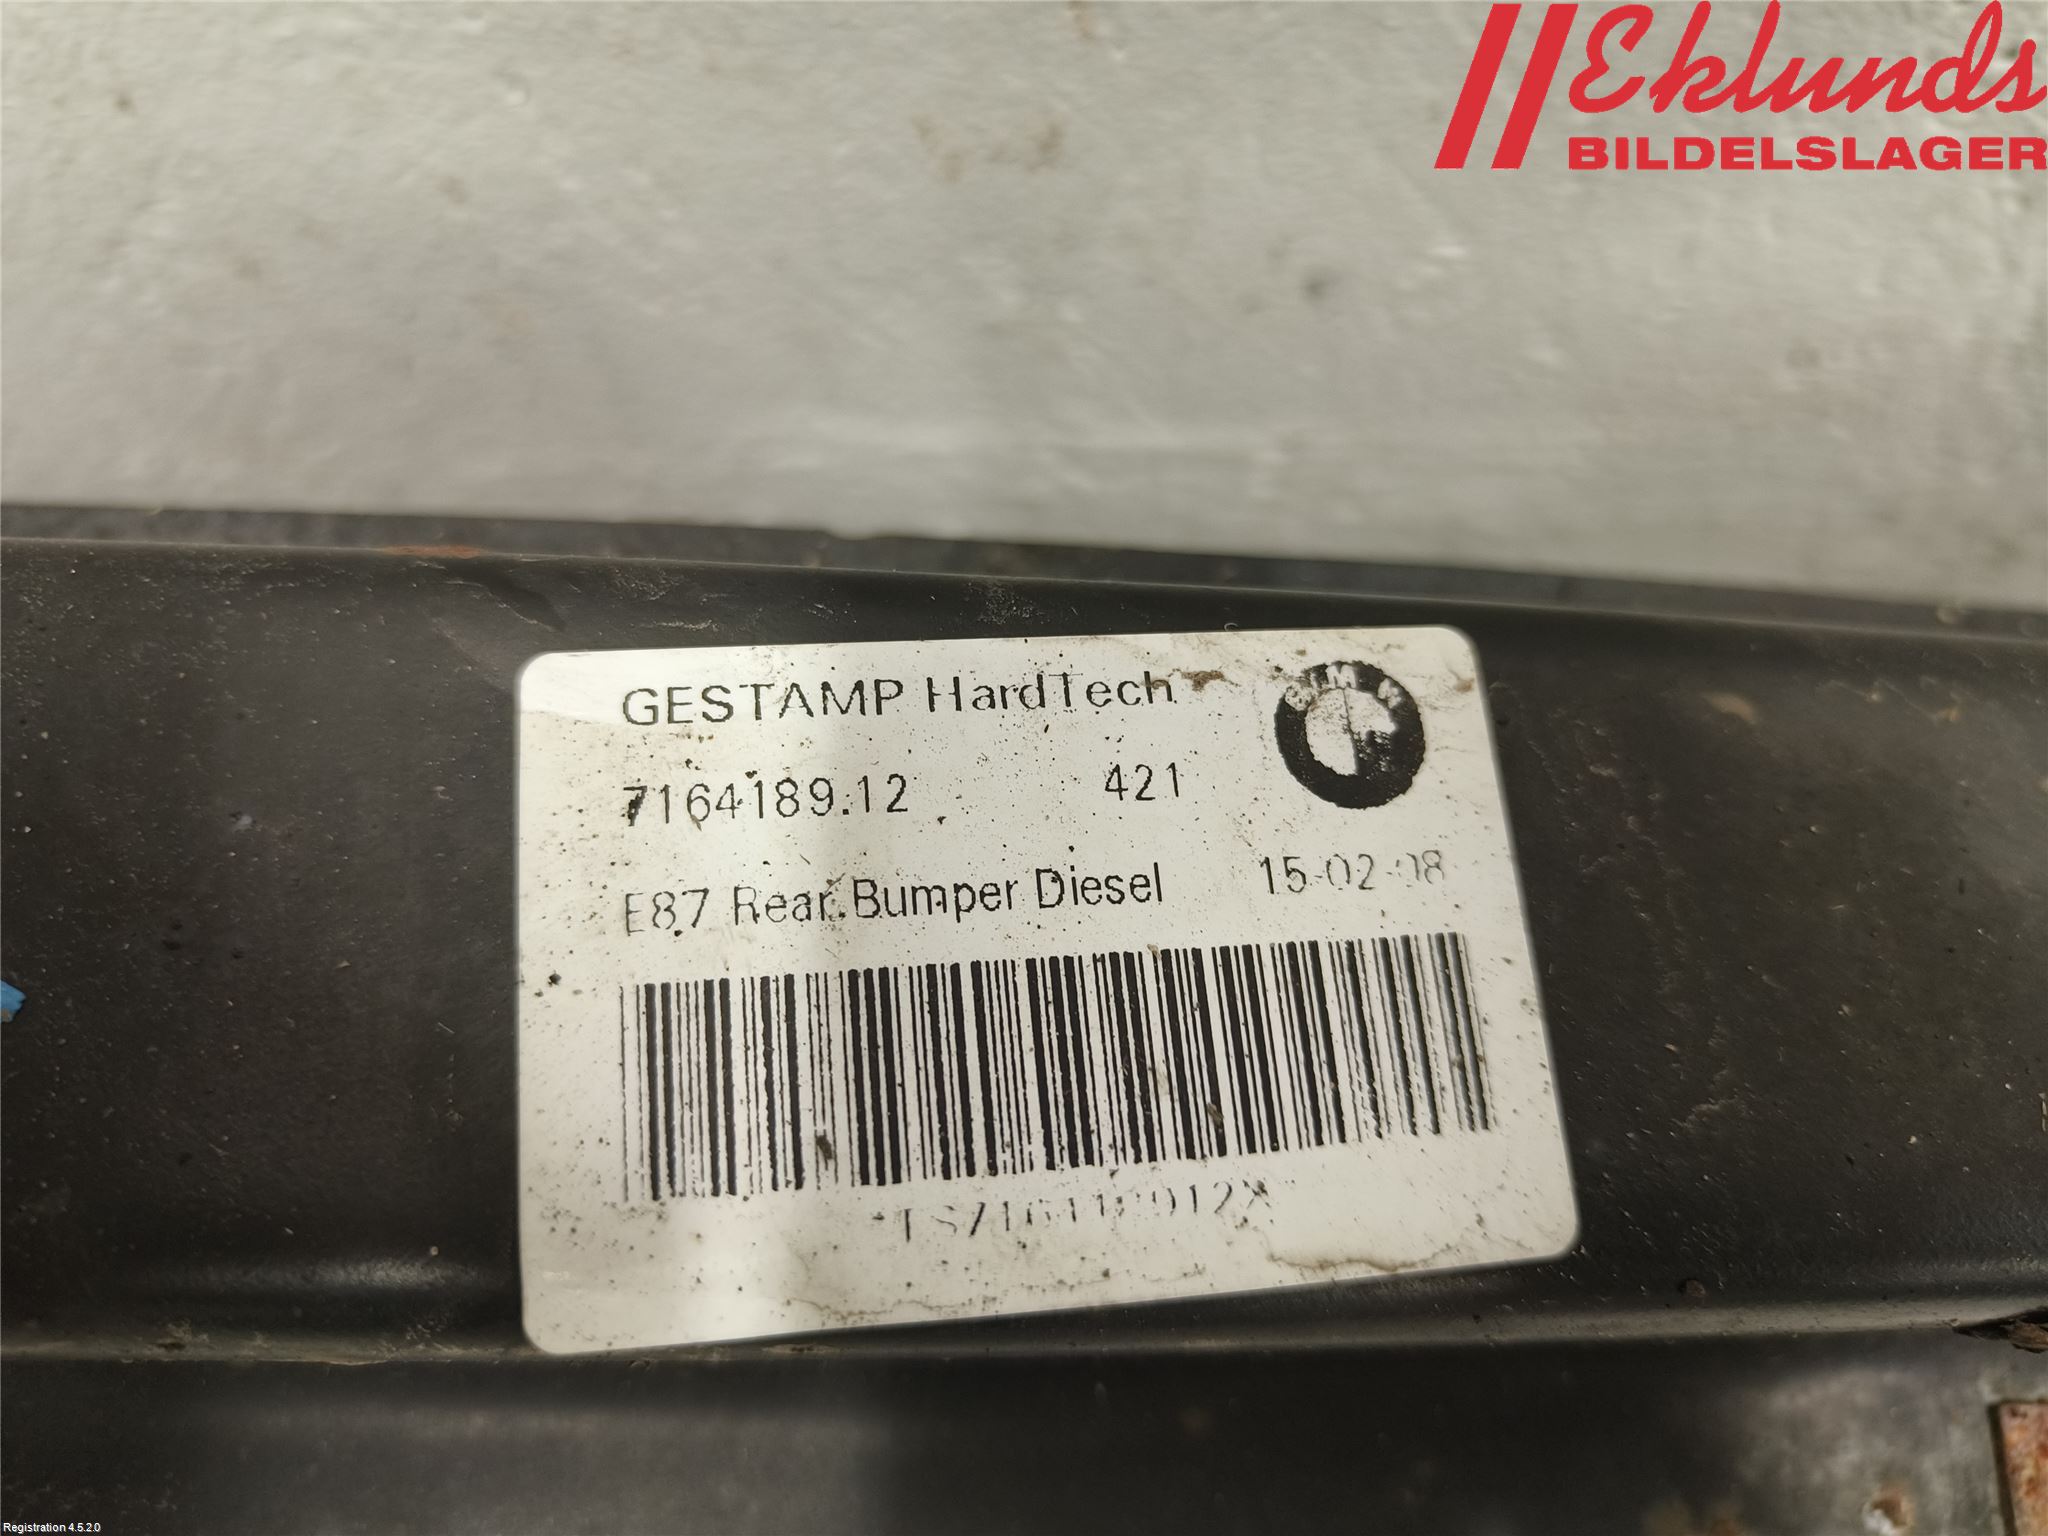 Eklunds
BILDELSLAGER
GESTAMP HardTech
BMW
7164189.12 421
E87 Rear Bumper Diesel 15-02-08
Registration 4.5.2.0